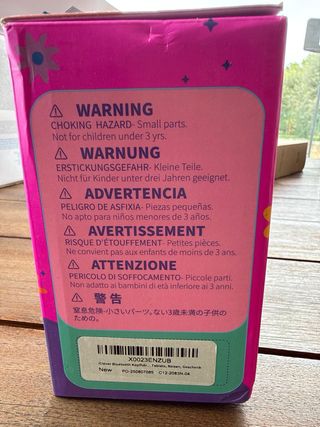 ⚠ WARNING
CHOKING HAZARD- Small parts.
Not for children under 3 yrs.
⚠ WARNUNG
ERSTICKUNGSGEFAHR- Kleine Teile.
Nicht für Kinder unter drei Jahren geeignet.
⚠ ADVERTENCIA
PELIGRO DE ASFIXIA- Piezas pequeñas.
No apto para niños menores de 3 años.
⚠ AVERTISSEMENT
RISQUE D'ÉTOUFFEMENT- Petites pièces.
Ne convient pas aux enfants de moins de 3 ans.
⚠ ATTENZIONE
PERICOLO DI SOFFOCAMENTO- Piccole parti.
Non adatto ai bambini di età inferiore ai 3 anni.
⚠ 警告
窒息危険-小さいパーツ。ない3歳未満の子供の
ための。
X0023ENZUB
Bluetooth Tablets, Reisen, Geschenk
New